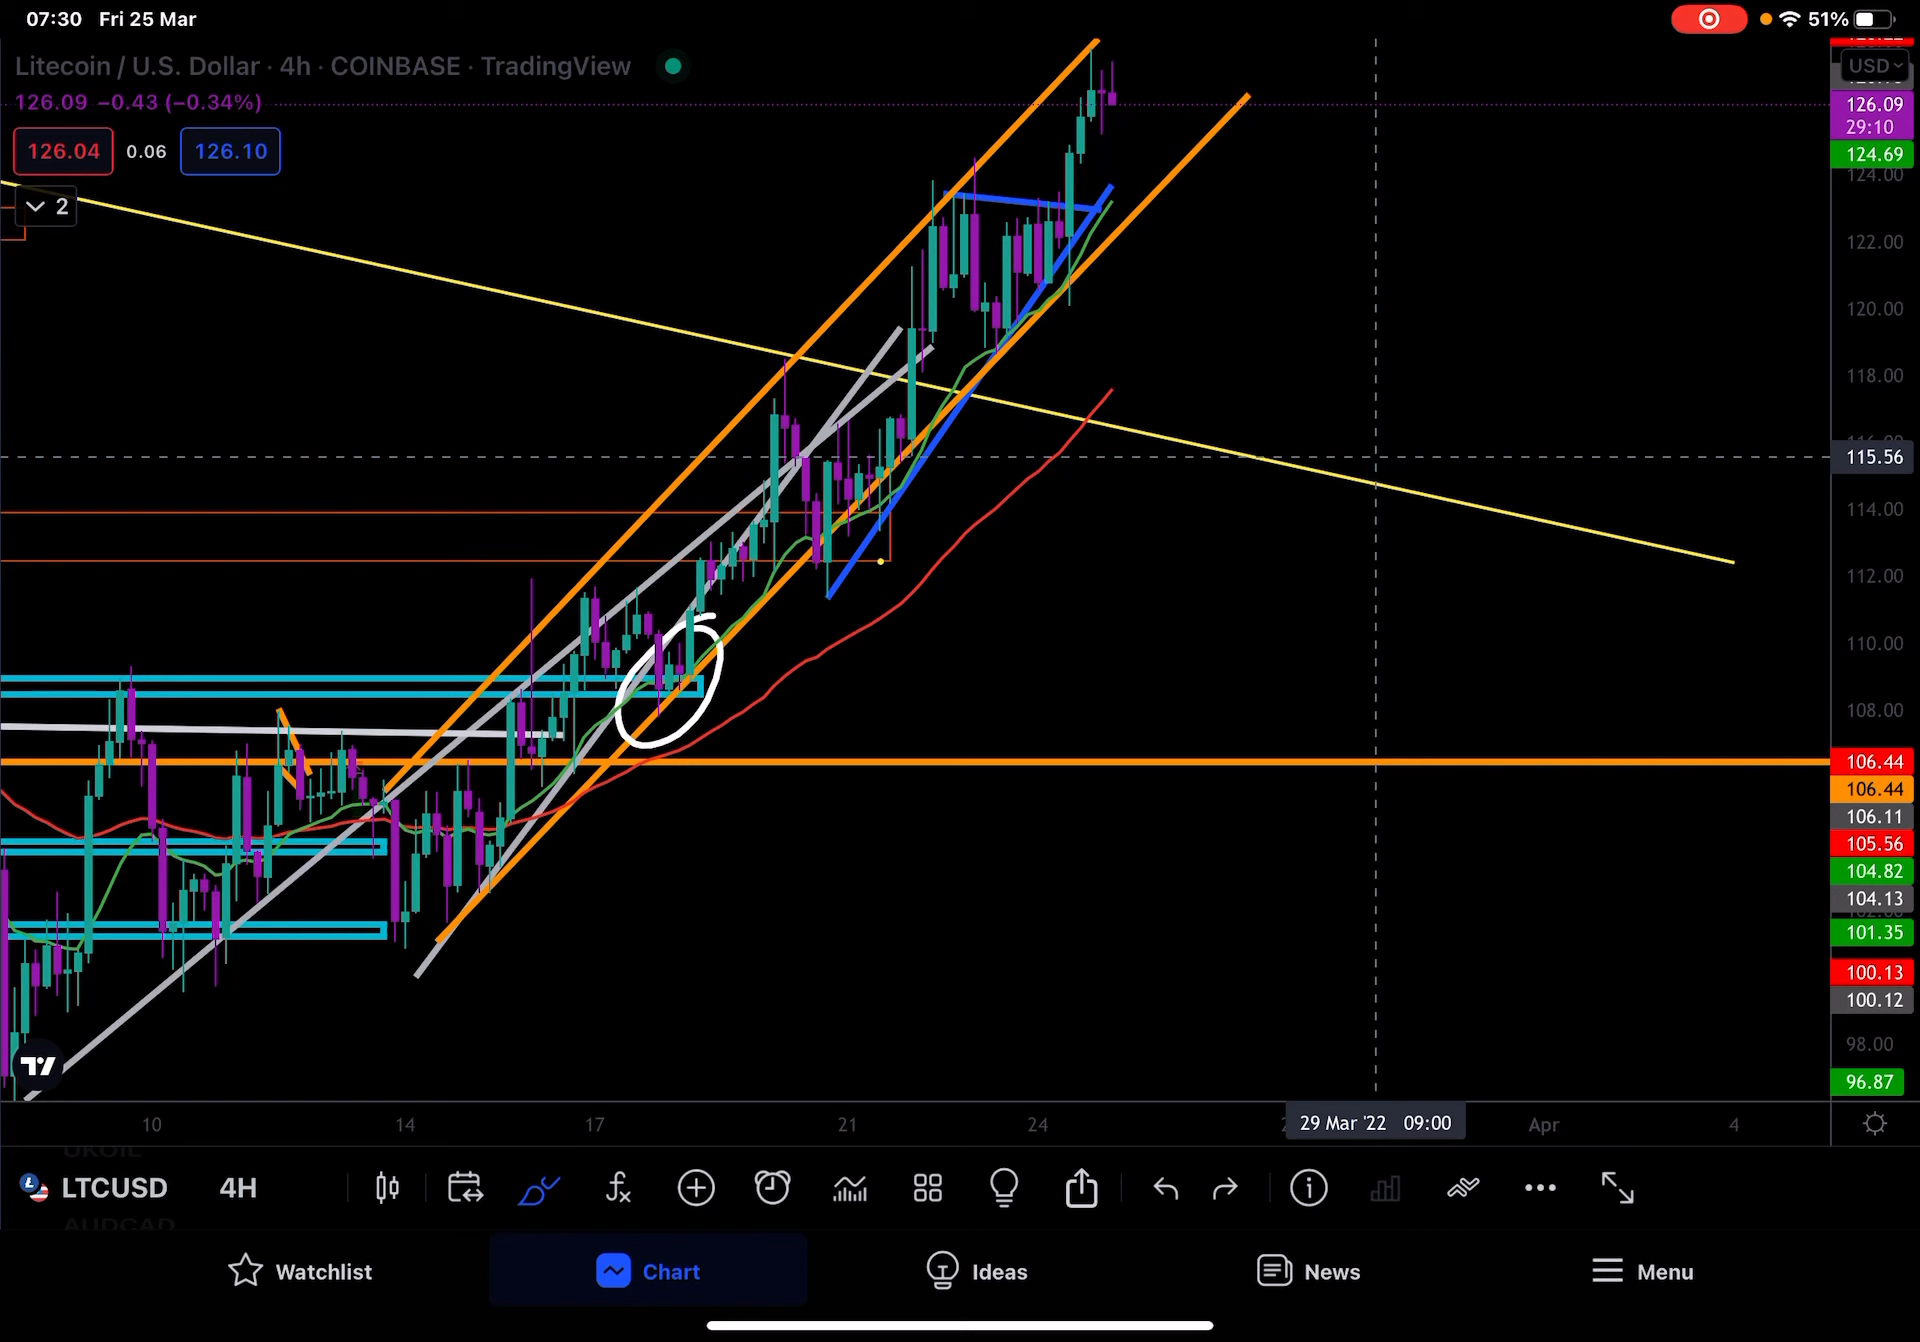 07:30 Fri 25 Mar
51%
Litecoin / U.S. Dollar · 4h · COINBASE · TradingView
USD
126.09 −0.43 (−0.34%)
126.09
29:10
126.04 0.06 126.10
124.69
124.00
2
122.00
120.00
118.00
115.56
114.00
112.00
110.00
108.00
106.44
106.44
106.11
105.56
104.82
104.13
101.35
100.13
100.12
98.00
96.87
10 14 17 21 24 29 Mar '22 09:00 Apr 4
UKOIL
LTCUSD 4H
AUDCAD
Watchlist Chart Ideas News Menu